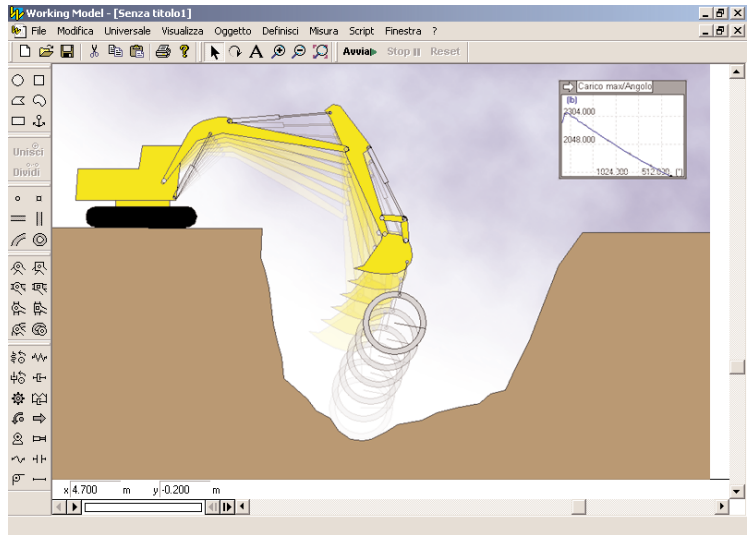 Working Model - [Senza titolo1]
File Modifica Universale Visualizza Oggetto Definisci Misura Script Finestra ?
A Avvia Stop Reset
Unisci
Dividi
Carico max/Angolo
(lb)
2304.000
2048.000
1024.000 512.000 (°)
x 4.700 m y -0.200 m